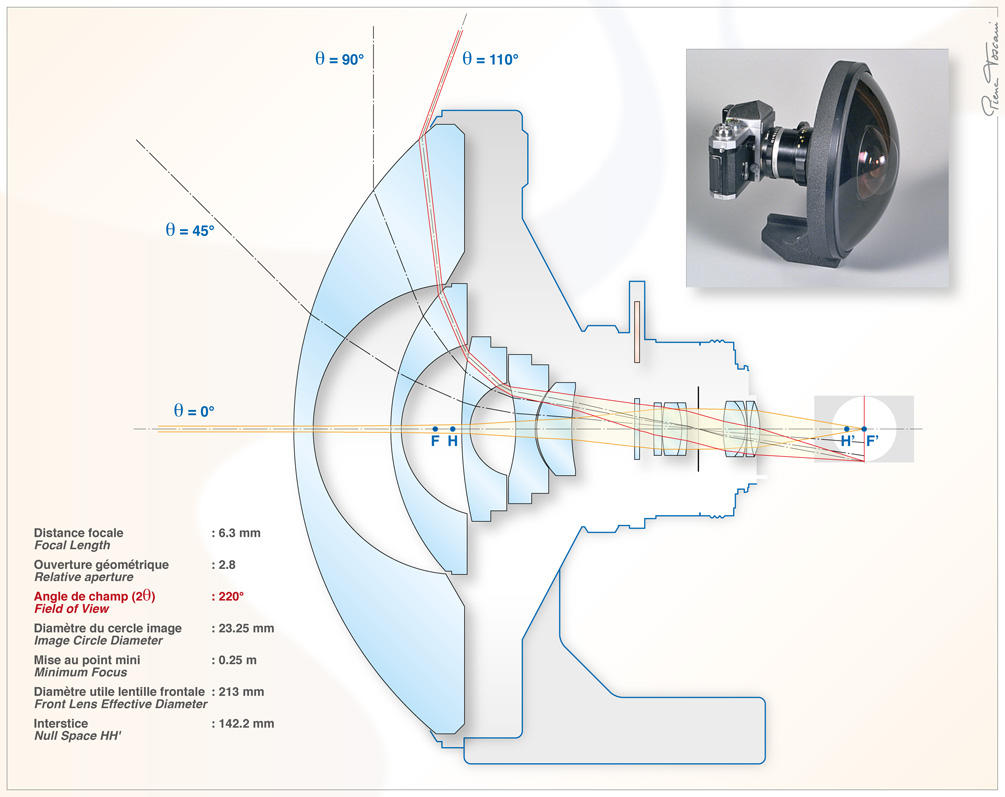 θ = 90°
θ = 110°
θ = 45°
θ = 0°
F H
H' F'
Distance focale : 6.3 mm
Focal Length
Ouverture géométrique : 2.8
Relative aperture
Angle de champ (2θ) : 220°
Field of View
Diamètre du cercle image : 23.25 mm
Image Circle Diameter
Mise au point mini : 0.25 m
Minimum Focus
Diamètre utile lentille frontale : 213 mm
Front Lens Effective Diameter
Interstice : 142.2 mm
Null Space HH'
Pierre Toscani